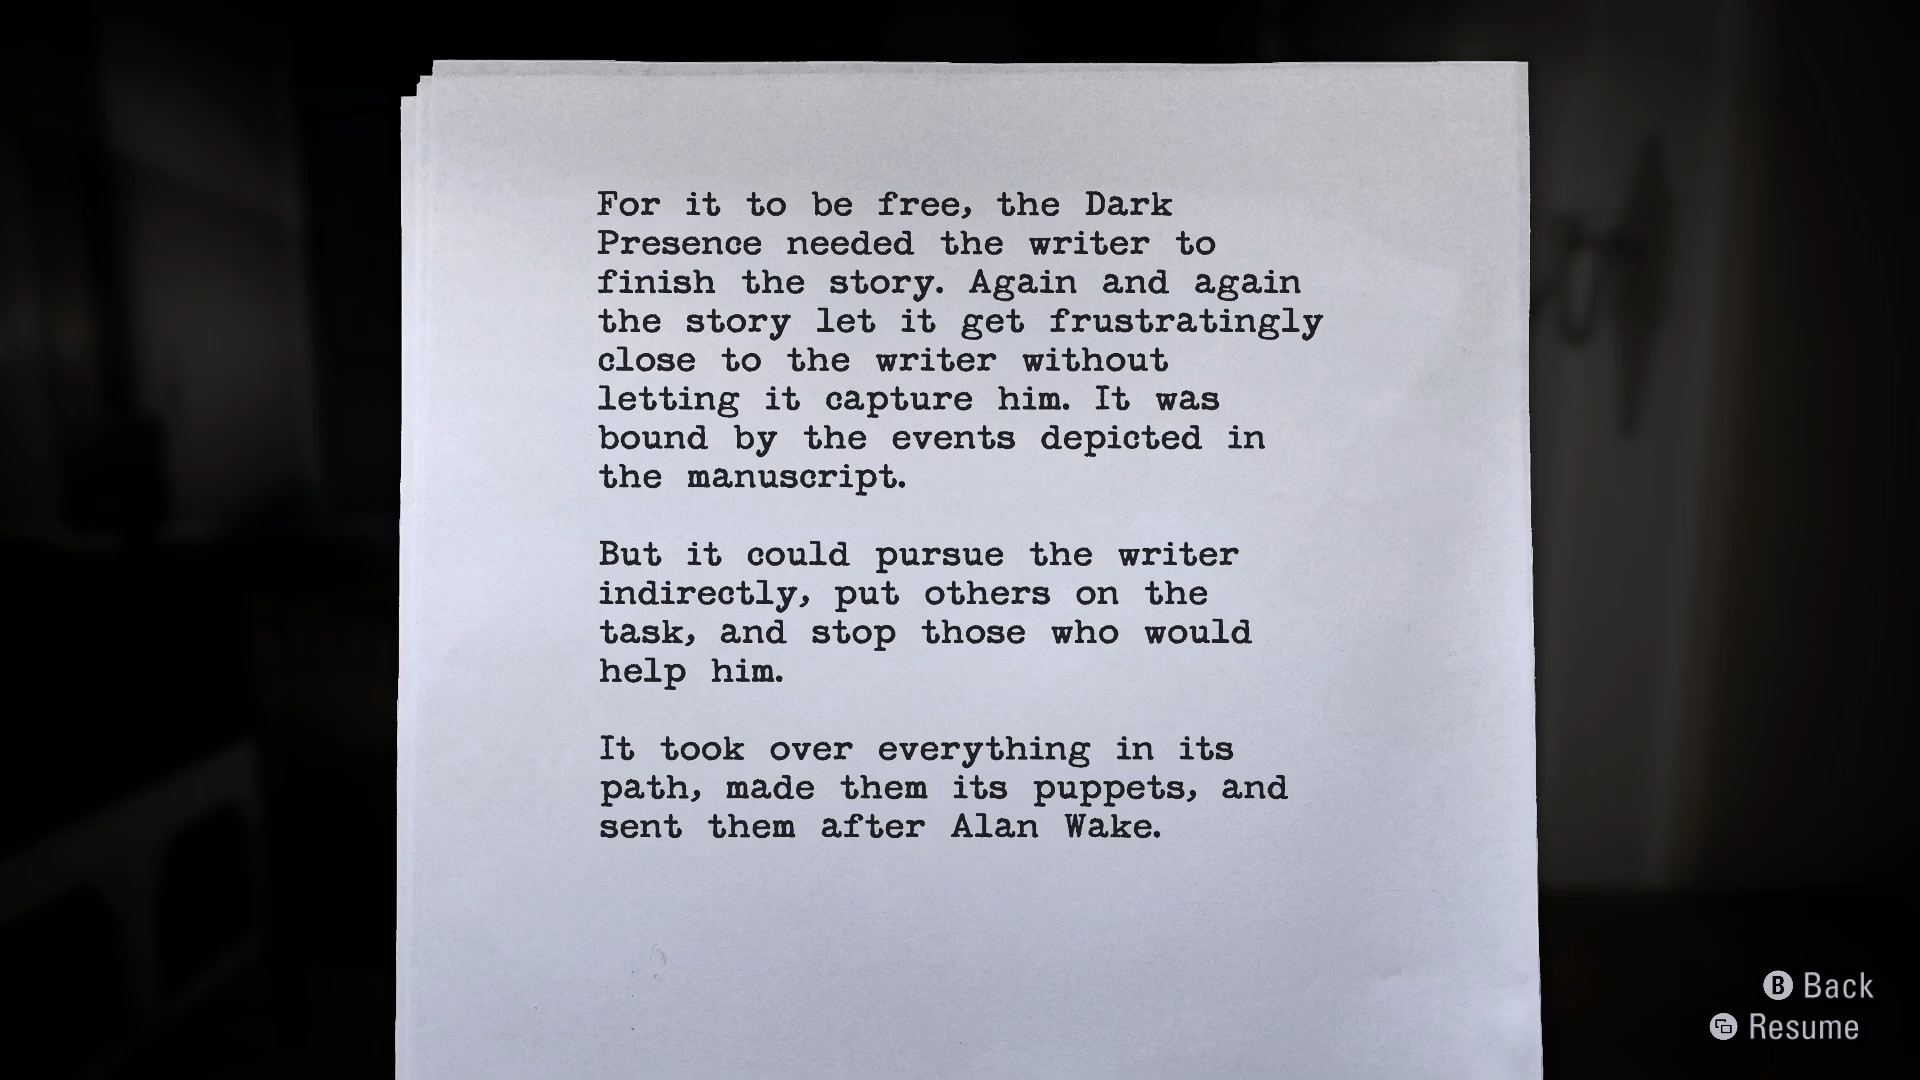 For it to be free, the Dark
Presence needed the writer to
finish the story. Again and again
the story let it get frustratingly
close to the writer without
letting it capture him. It was
bound by the events depicted in
the manuscript.
But it could pursue the writer
indirectly, put others on the
task, and stop those who would
help him.
It took over everything in its
path, made them its puppets, and
sent them after Alan Wake.
B Back
Resume